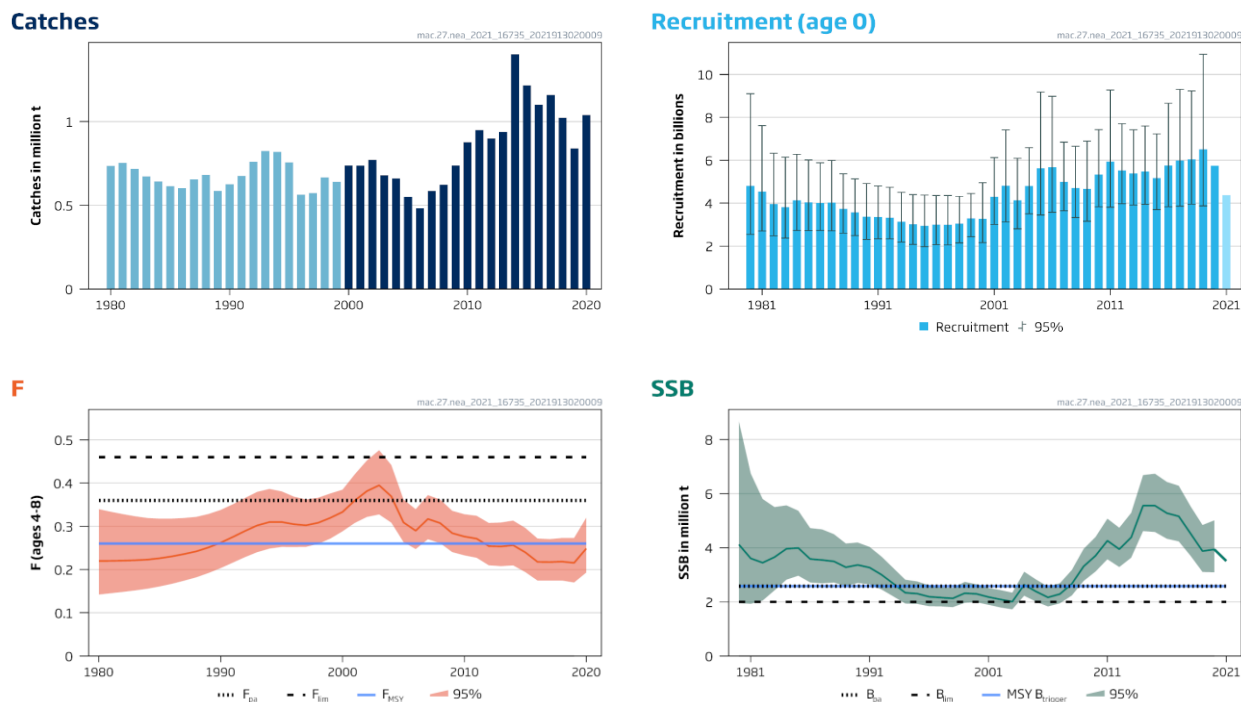 Catches
mac.27.nea_2021_16735_2021913020009
Catches in million t
1
0.5
0
1980 1990 2000 2010 2020
Recruitment (age 0)
mac.27.nea_2021_16735_2021913020009
Recruitment in billions
10
8
6
4
2
0
1981 1991 2001 2011 2021
Recruitment 95%
F
mac.27.nea_2021_16735_2021913020009
F (ages 4-8)
0.5
0.4
0.3
0.2
0.1
0
1980 1990 2000 2010 2020
Fpa Flim FMSY 95%
SSB
mac.27.nea_2021_16735_2021913020009
SSB in million t
8
6
4
2
0
1981 1991 2001 2011 2021
Bpa Blim MSY Btrigger 95%